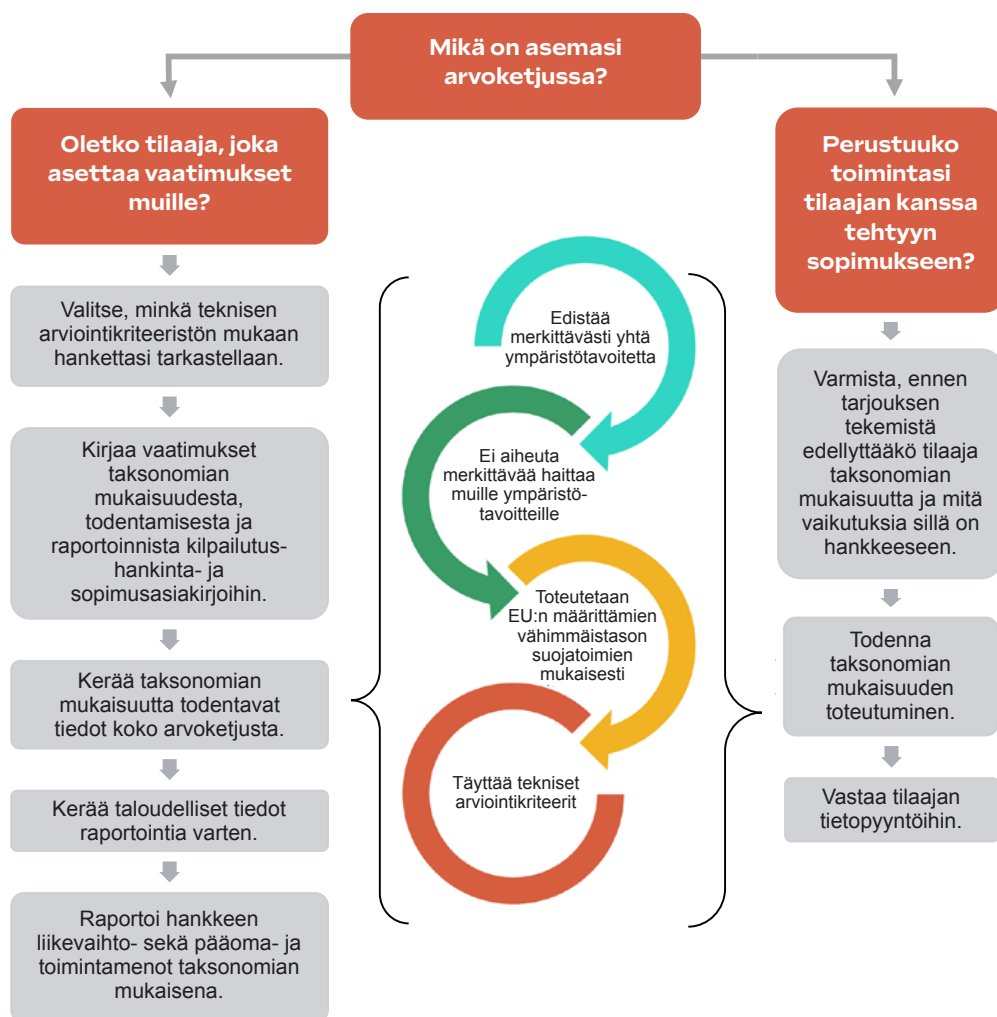 Mikä on asemasi
arvoketjussa?
Oletko tilaaja, joka
asettaa vaatimukset
muille?
Valitse, minkä teknisen
arviointikriteeristön mukaan
hankettasi tarkastellaan.
Kirjaa vaatimukset
taksonomian
mukaisuudesta,
todentamisesta ja
raportoinnista kilpailutus-
hankinta- ja
sopimusasiakirjoihin.
Kerää taksonomian
mukaisuutta todentavat
tiedot koko arvoketjusta.
Kerää taloudelliset tiedot
raportointia varten.
Raportoi hankkeen
liikevaihto- sekä pääoma- ja
toimintamenot taksonomian
mukaisena.
Edistää
merkittävästi yhtä
ympäristötavoitetta
Ei aiheuta
merkittävää haittaa
muille ympäristö-
tavoitteille
Toteutetaan
EU:n määrittämien
vähimmäistason
suojatoimien
mukaisesti
Täyttää tekniset
arviointikriteerit
Perustuuko
toimintasi
tilaajan kanssa
tehtyyn
sopimukseen?
Varmista, ennen
tarjouksen
tekemistä
edellyttääkö tilaaja
taksonomian
mukaisuutta ja mitä
vaikutuksia sillä on
hankkeeseen.
Todenna
taksonomian
mukaisuuden
toteutuminen.
Vastaa tilaajan
tietopyyntöihin.